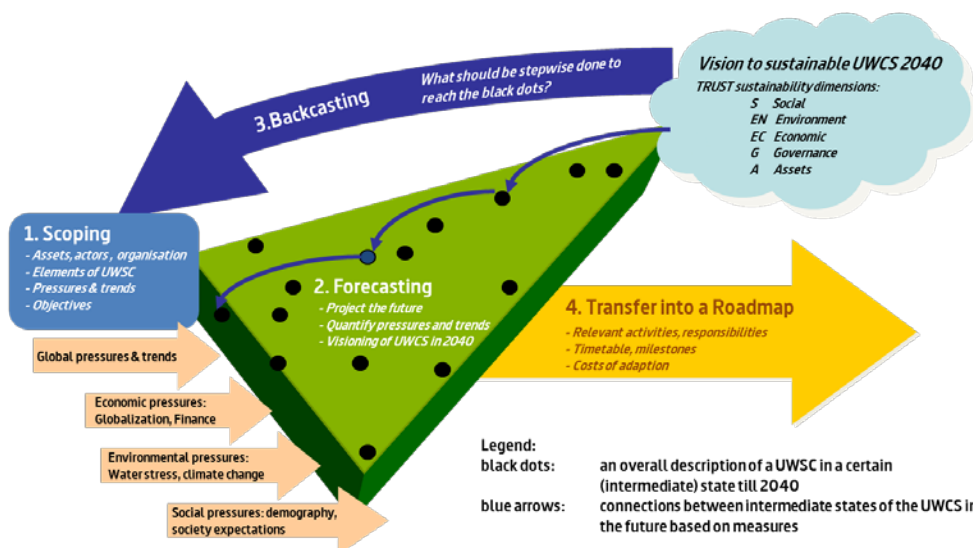 Vision to sustainable UWCS 2040
TRUST sustainability dimensions:
S Social
EN Environment
EC Economic
G Governance
A Assets
What should be stepwise done to
reach the black dots?
3.Backcasting
1. Scoping
- Assets, actors , organisation
- Elements of UWSC
- Pressures & trends
- Objectives
2. Forecasting
- Project the future
- Quantify pressures and trends
- Visioning of UWCS in 2040
4. Transfer into a Roadmap
- Relevant activities, responsibilities
- Timetable, milestones
- Costs of adaption
Global pressures & trends
Economic pressures:
Globalization, Finance
Environmental pressures:
Water stress, climate change
Social pressures: demography,
society expectations
Legend:
black dots: an overall description of a UWSC in a certain
(intermediate) state till 2040
blue arrows: connections between intermediate states of the UWCS in
the future based on measures